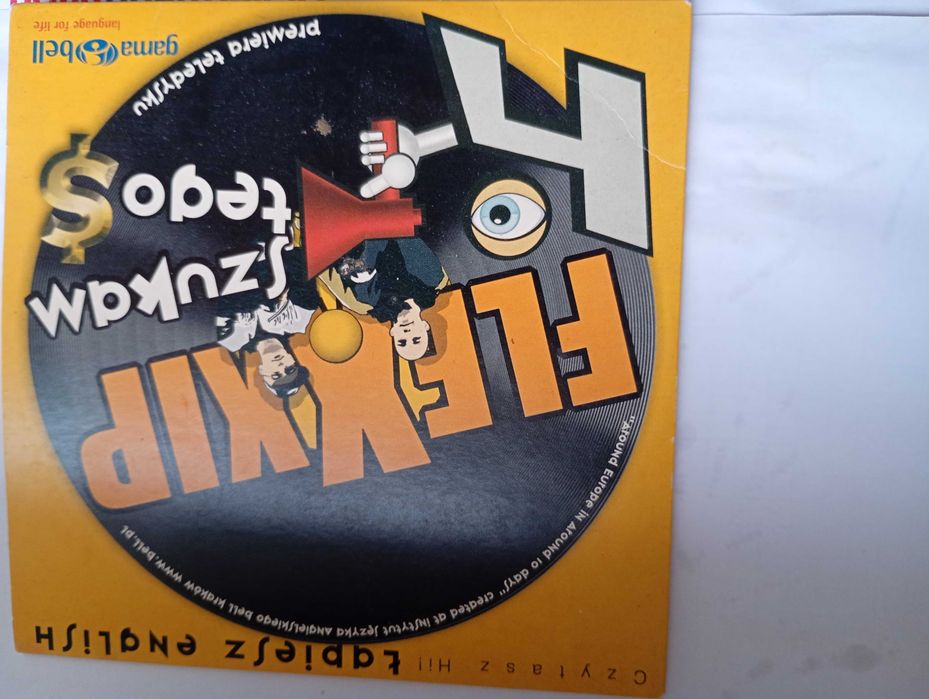 Czytasz Hi!! Łapiesz english
"Around Europe in around 10 days" created at Instytut Języka Angielskiego Bell Kraków www.bell.pl
FLEXXIP
Szukam
tego $
premiera teledysku
gama bell
language for life